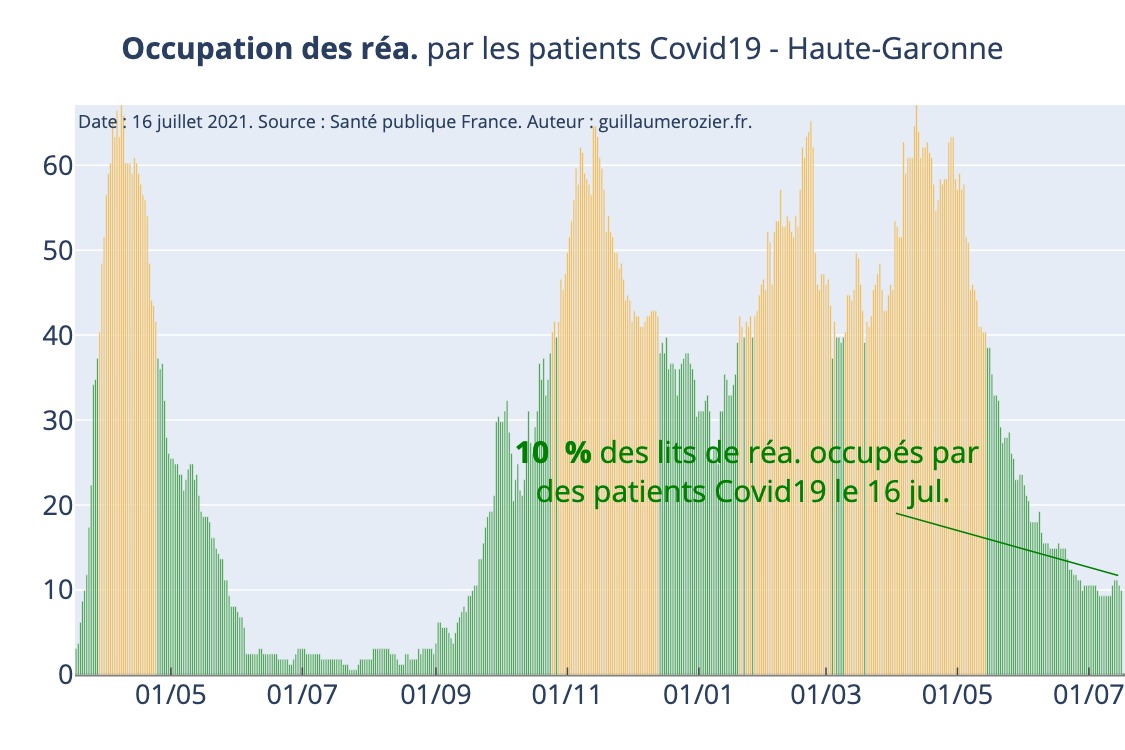 Occupation des réa. par les patients Covid19 - Haute-Garonne
Date : 16 juillet 2021. Source : Santé publique France. Auteur : guillaumerozier.fr.
60
50
40
30
20
10
0
10 % des lits de réa. occupés par
des patients Covid19 le 16 jul.
01/05 01/07 01/09 01/11 01/01 01/03 01/05 01/07